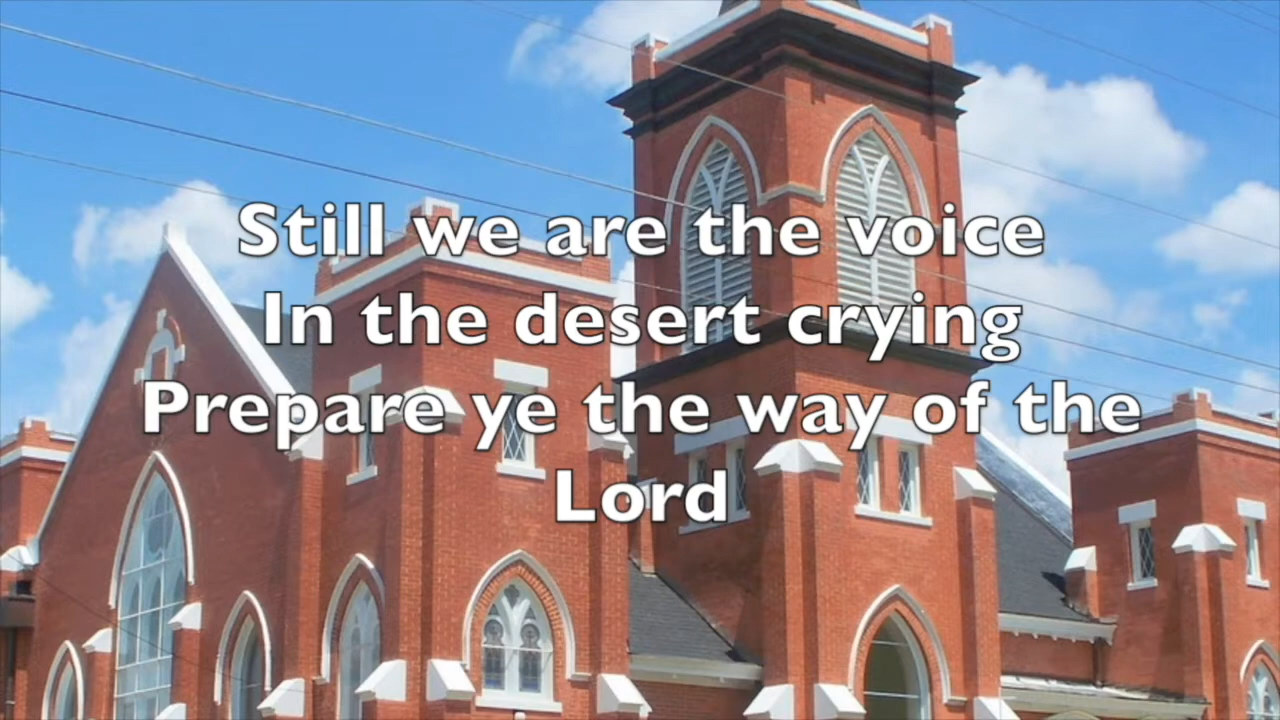 Still we are the voice
In the desert crying
Prepare ye the way of the
Lord